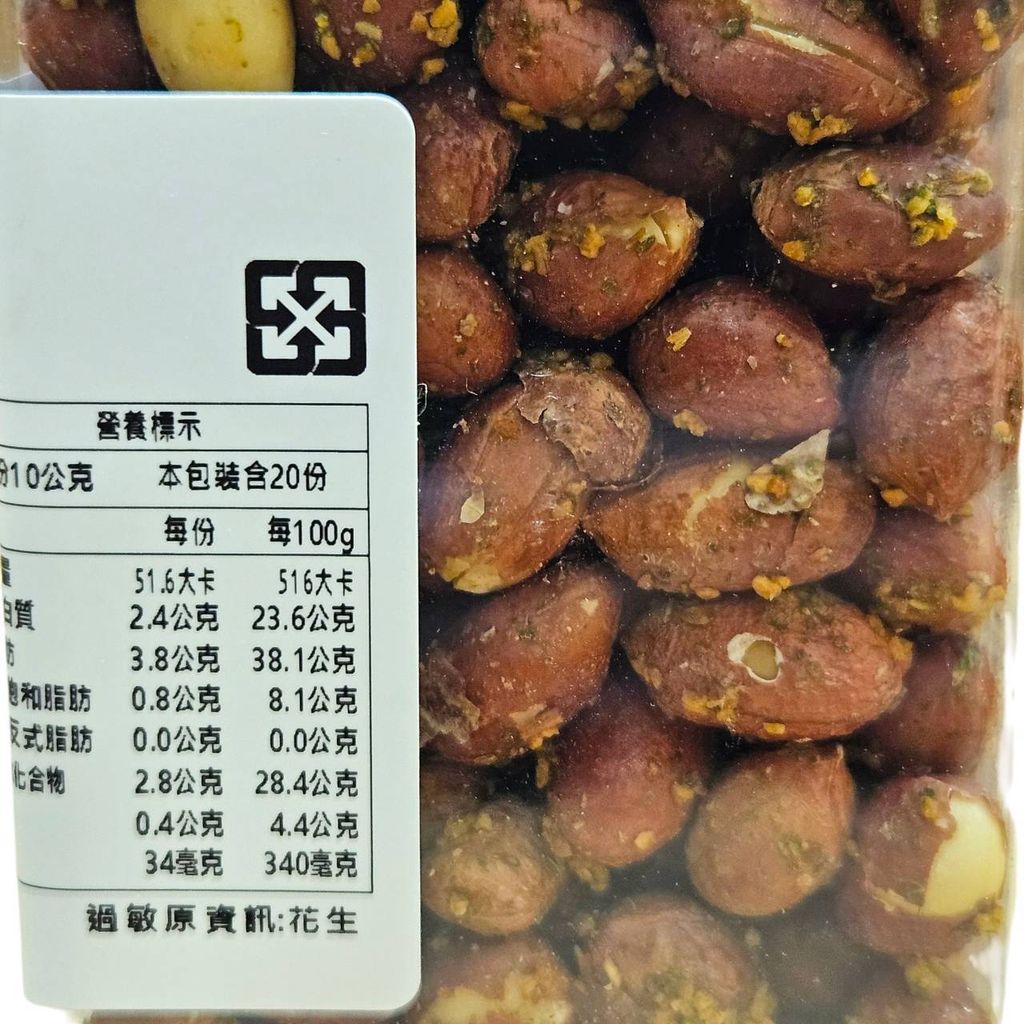 營養標示
份10公克 本包裝含20份
每份 每100g
量 51.6大卡 516大卡
白質 2.4公克 23.6公克
肪 3.8公克 38.1公克
飽和脂肪 0.8公克 8.1公克
反式脂肪 0.0公克 0.0公克
化合物 2.8公克 28.4公克
0.4公克 4.4公克
34毫克 340毫克
過敏原資訊:花生